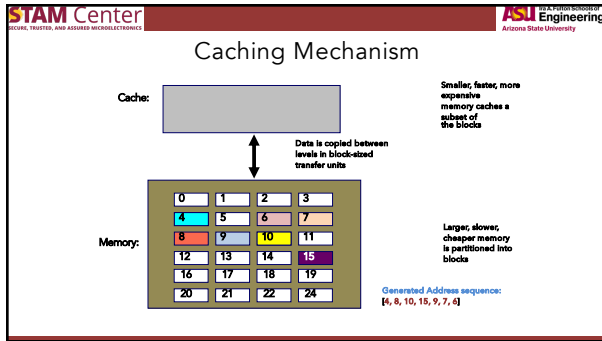 STAM Center
SECURE, TRUSTED, AND ASSURED MICROELECTRONICS
ASU Ira A. Fulton Schools of
Engineering
Arizona State University
Caching Mechanism
Cache:
Smaller, faster, more
expensive
memory caches a
subset of
the blocks
Data is copied between
levels in block-sized
transfer units
Memory:
0 1 2 3
4 5 6 7
8 9 10 11
12 13 14 15
16 17 18 19
20 21 22 24
Larger, slower,
cheaper memory
is partitioned into
blocks
Generated Address sequence:
[4, 8, 10, 15, 9, 7, 6]